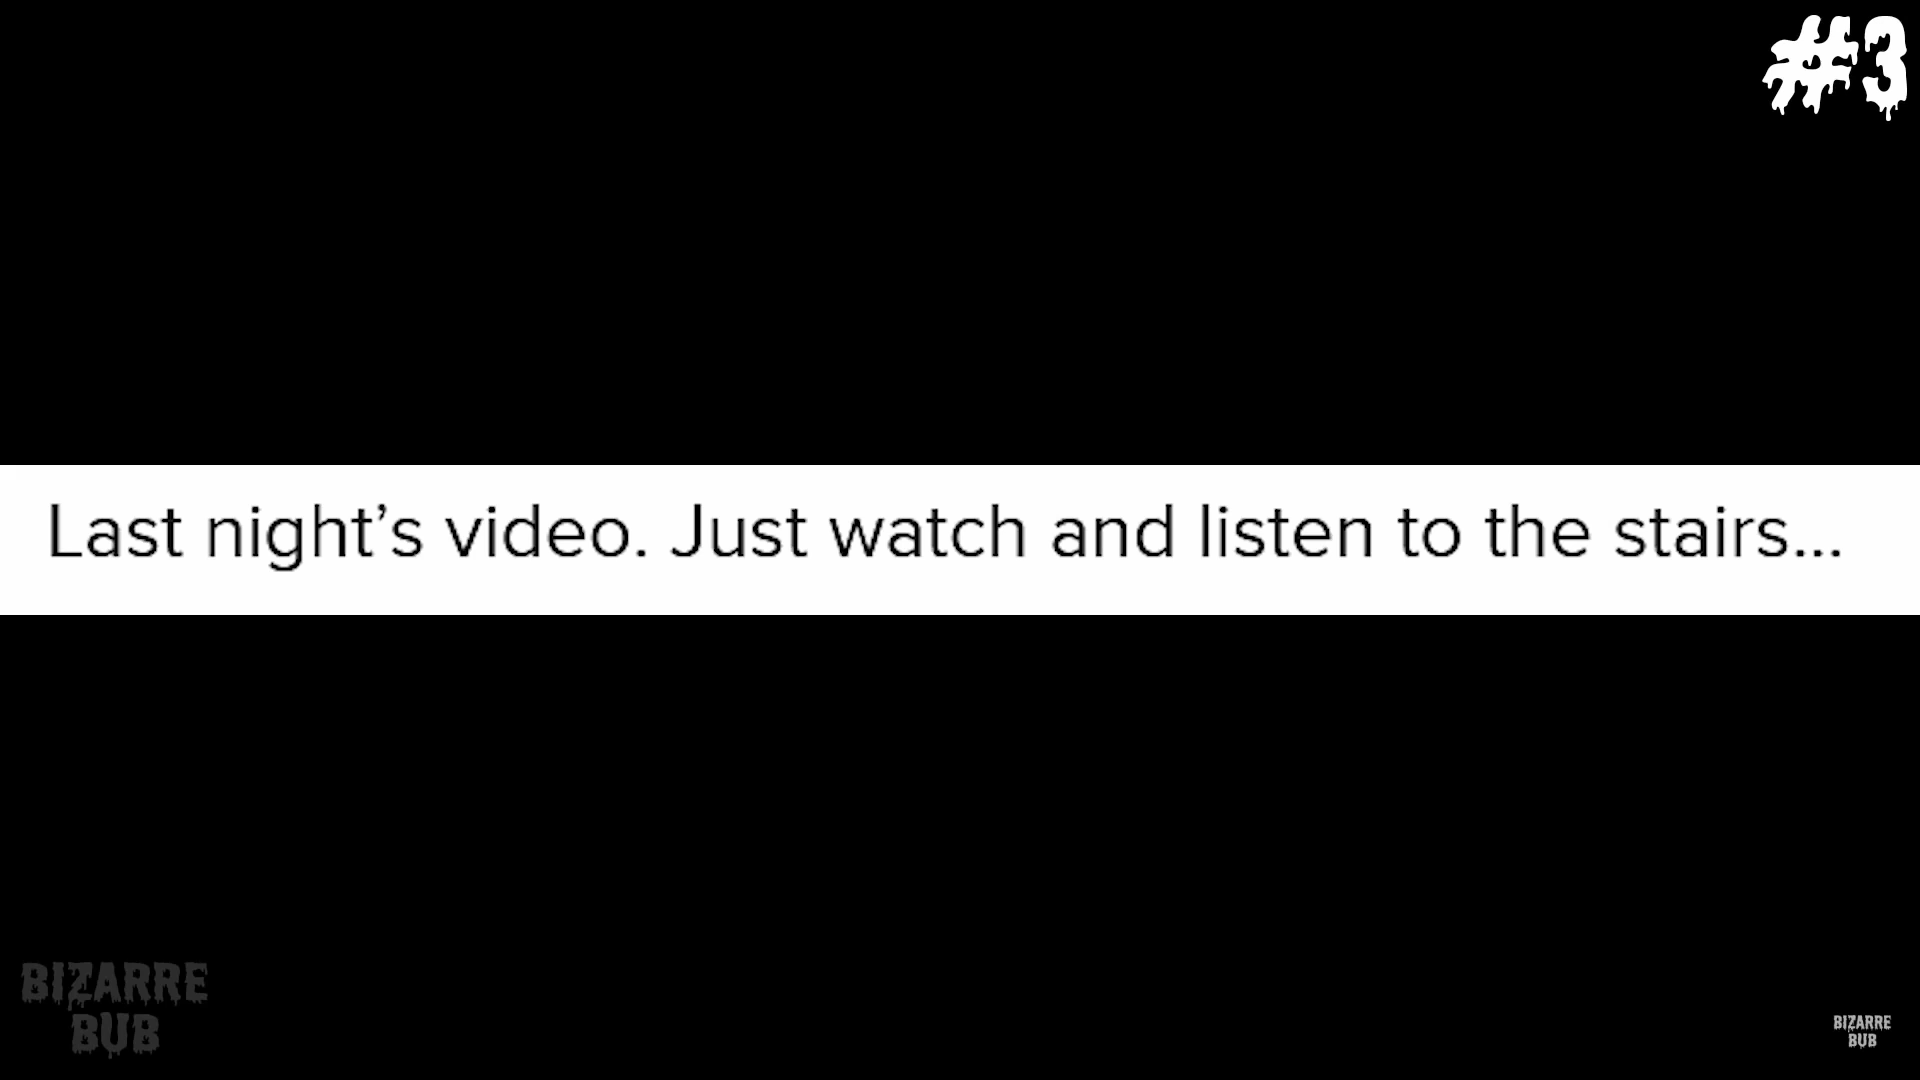 #3
Last night’s video. Just watch and listen to the stairs...
BIZARRE
BUB
BIZARRE
BUB